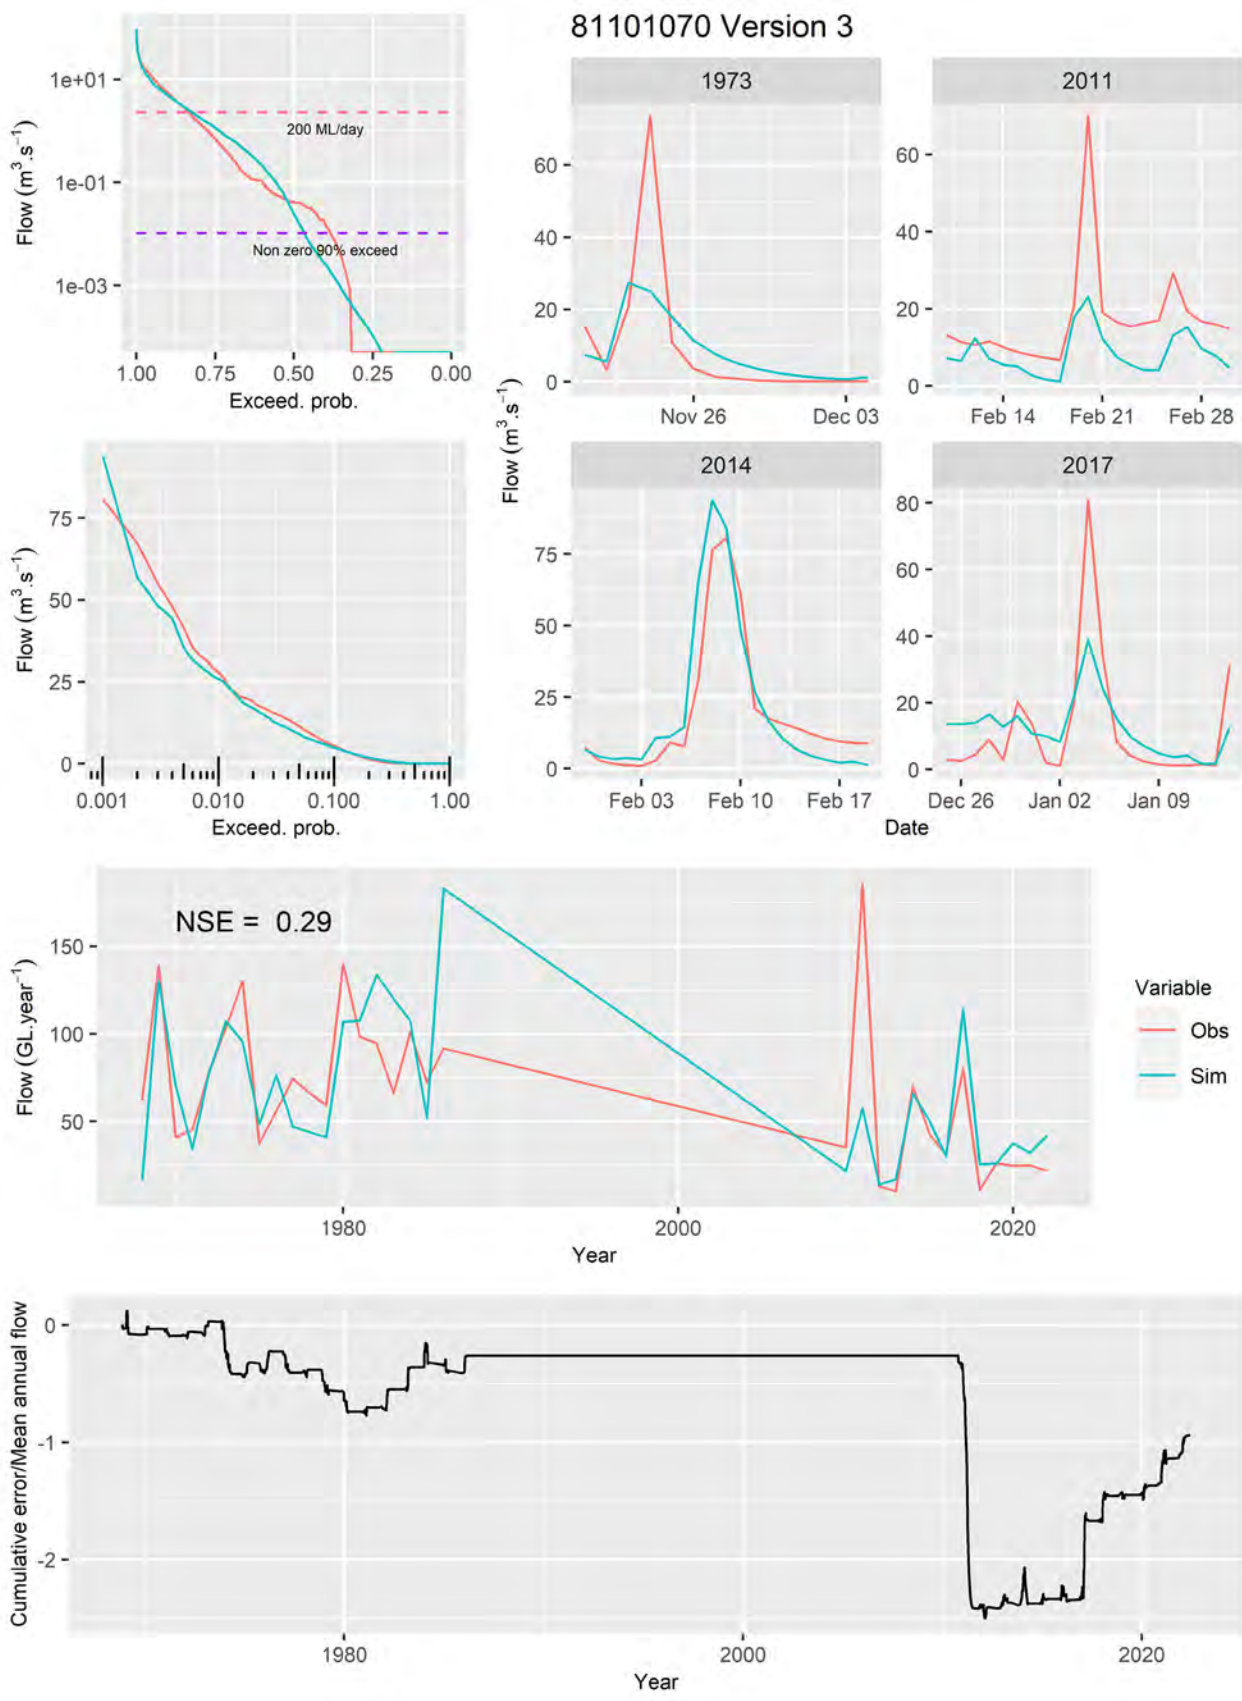 81101070 Version 3
1e+01
1e-01
1e-03
Flow (m³.s⁻¹)
200 ML/day
Non zero 90% exceed
1.00 0.75 0.50 0.25 0.00
Exceed. prob.
75
50
25
0
Flow (m³.s⁻¹)
0.001 0.010 0.100 1.00
Exceed. prob.
Flow (m³.s⁻¹)
1973
60
40
20
0
Nov 26 Dec 03
2011
60
40
20
0
Feb 14 Feb 21 Feb 28
2014
75
50
25
0
Feb 03 Feb 10 Feb 17
2017
80
60
40
20
0
Dec 26 Jan 02 Jan 09
Date
NSE = 0.29
150
100
50
Flow (GL.year⁻¹)
1980 2000 2020
Year
Variable
Obs
Sim
Cumulative error/Mean annual flow
0
-1
-2
1980 2000 2020
Year